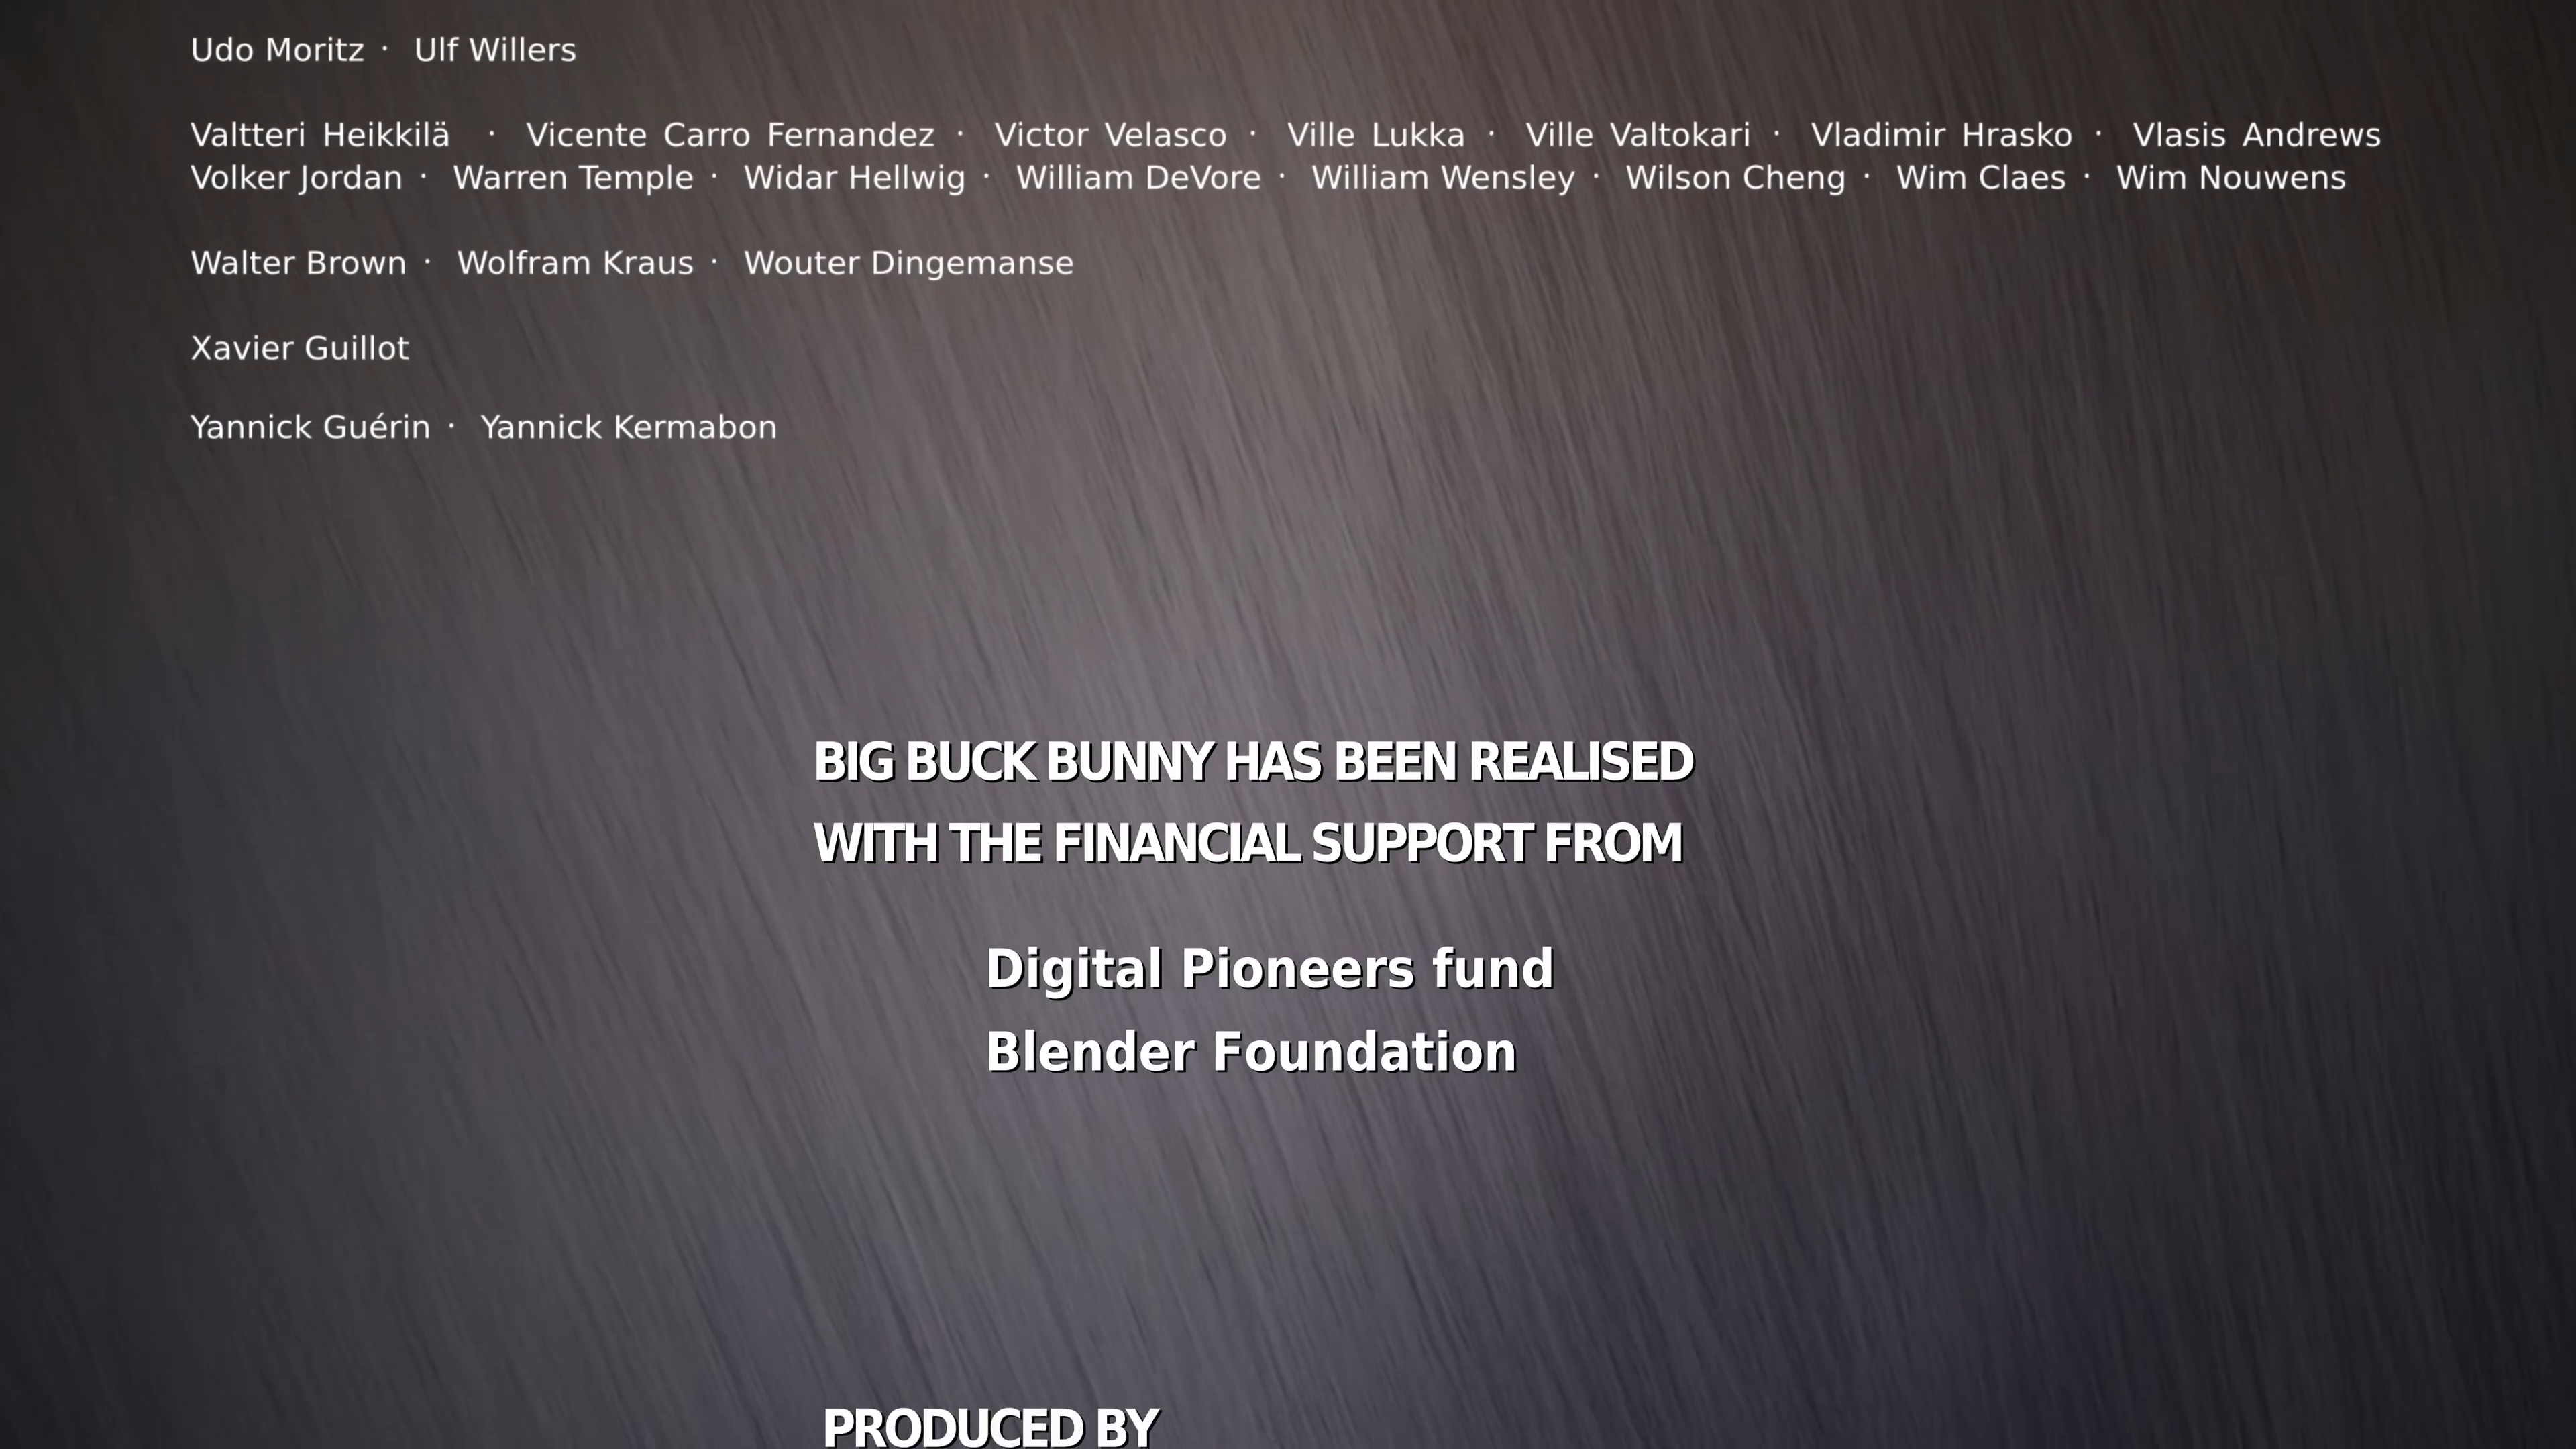 Udo Moritz · Ulf Willers
Valtteri Heikkilä · Vicente Carro Fernandez · Victor Velasco · Ville Lukka · Ville Valtokari · Vladimir Hrasko · Vlasis Andrews
Volker Jordan · Warren Temple · Widar Hellwig · William DeVore · William Wensley · Wilson Cheng · Wim Claes · Wim Nouwens
Walter Brown · Wolfram Kraus · Wouter Dingemanse
Xavier Guillot
Yannick Guérin · Yannick Kermabon
BIG BUCK BUNNY HAS BEEN REALISED
WITH THE FINANCIAL SUPPORT FROM
Digital Pioneers fund
Blender Foundation
PRODUCED BY